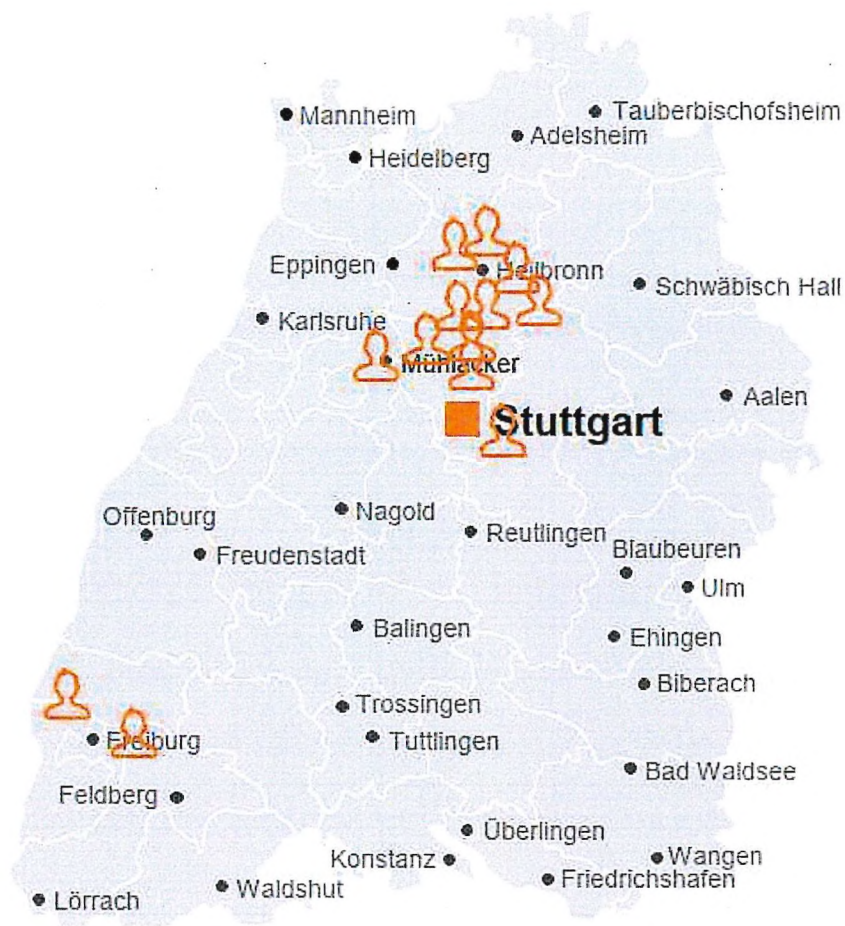 Tauberbischofsheim
Mannheim
Adelsheim
Heidelberg
Eppingen
Heilbronn
Schwäbisch Hall
Karlsruhe
Mühlacker
Aalen
Stuttgart
Nagold
Offenburg
Reutlingen
Freudenstadt
Blaubeuren
Ulm
Balingen
Ehingen
Biberach
Trossingen
Freiburg
Tuttlingen
Bad Waldsee
Feldberg
Überlingen
Konstanz
Wangen
Friedrichshafen
Waldshut
Lörrach